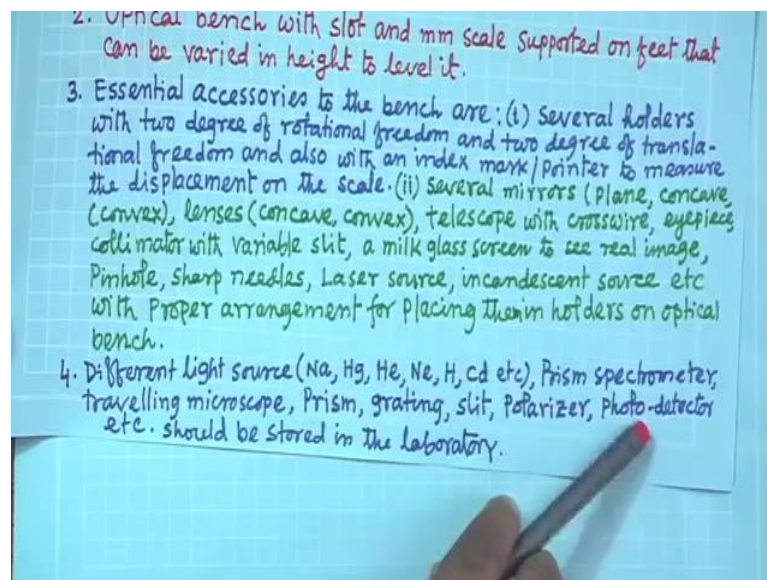 2. Optical bench with slot and mm scale supported on feet that
can be varied in height to level it.
3. Essential accessories to the bench are: (i) Several holders
with two degree of rotational freedom and two degree of transla-
tional freedom and also with an index mark/pointer to measure
the displacement on the scale. (ii) Several mirrors (plane, concave,
(convex), lenses (concave, convex), telescope with crosswire, eyepiece
collimator with variable slit, a milk glass screen to see real image,
Pinhole, sharp needles, Laser source, incandescent source etc
with proper arrangement for placing them in holders on optical
bench.
4. Different light source (Na, Hg, He, Ne, H, Cd etc), Prism spectrometer,
travelling microscope, Prism, grating, slit, Polarizer, Photo-detector
etc. should be stored in the laboratory.